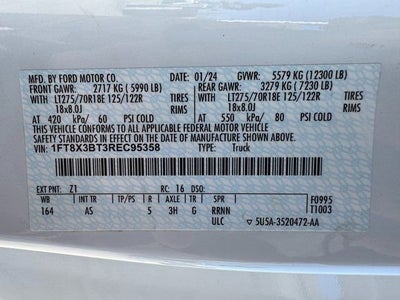 MFD. BY FORD MOTOR CO. 01/24 GVWR: 5579 KG (12300 LB)
FRONT GAWR: 2717 KG ( 5990 LB) REAR GAWR: 3279 KG ( 7230 LB)
LT275/70R18E 125/122R TIRES LT275/70R18E 125/122R TIRES
18x8.0J RIMS 18x8.0J RIMS
AT 420 kPa/ 60 PSI COLD AT 550 kPa/ 80 PSI COLD
THIS VEHICLE CONFORMS TO ALL APPLICABLE FEDERAL MOTOR VEHICLE
SAFETY STANDARDS IN EFFECT ON THE DATE OF MANUFACTURE SHOWN ABOVE.
VIN: 1FT8X3BT3REC95358 TYPE: Truck
EXT PNT: Z1 RC: 16 DSO: F0995
WB INT TR TP/PS R AXLE TR SPR T1003
164 AS 5 3H G RRNN
ULC 5U5A-3520472-AA